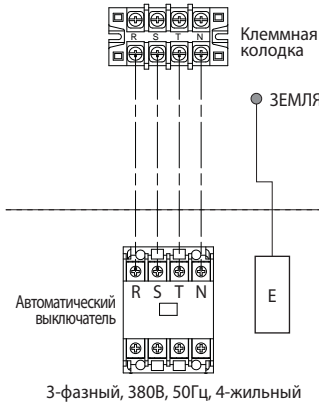 R S T N
Клеммная
колодка
ЗЕМЛЯ
R S T N
E
Автоматический
выключатель
3-фазный, 380В, 50Гц, 4-жильный